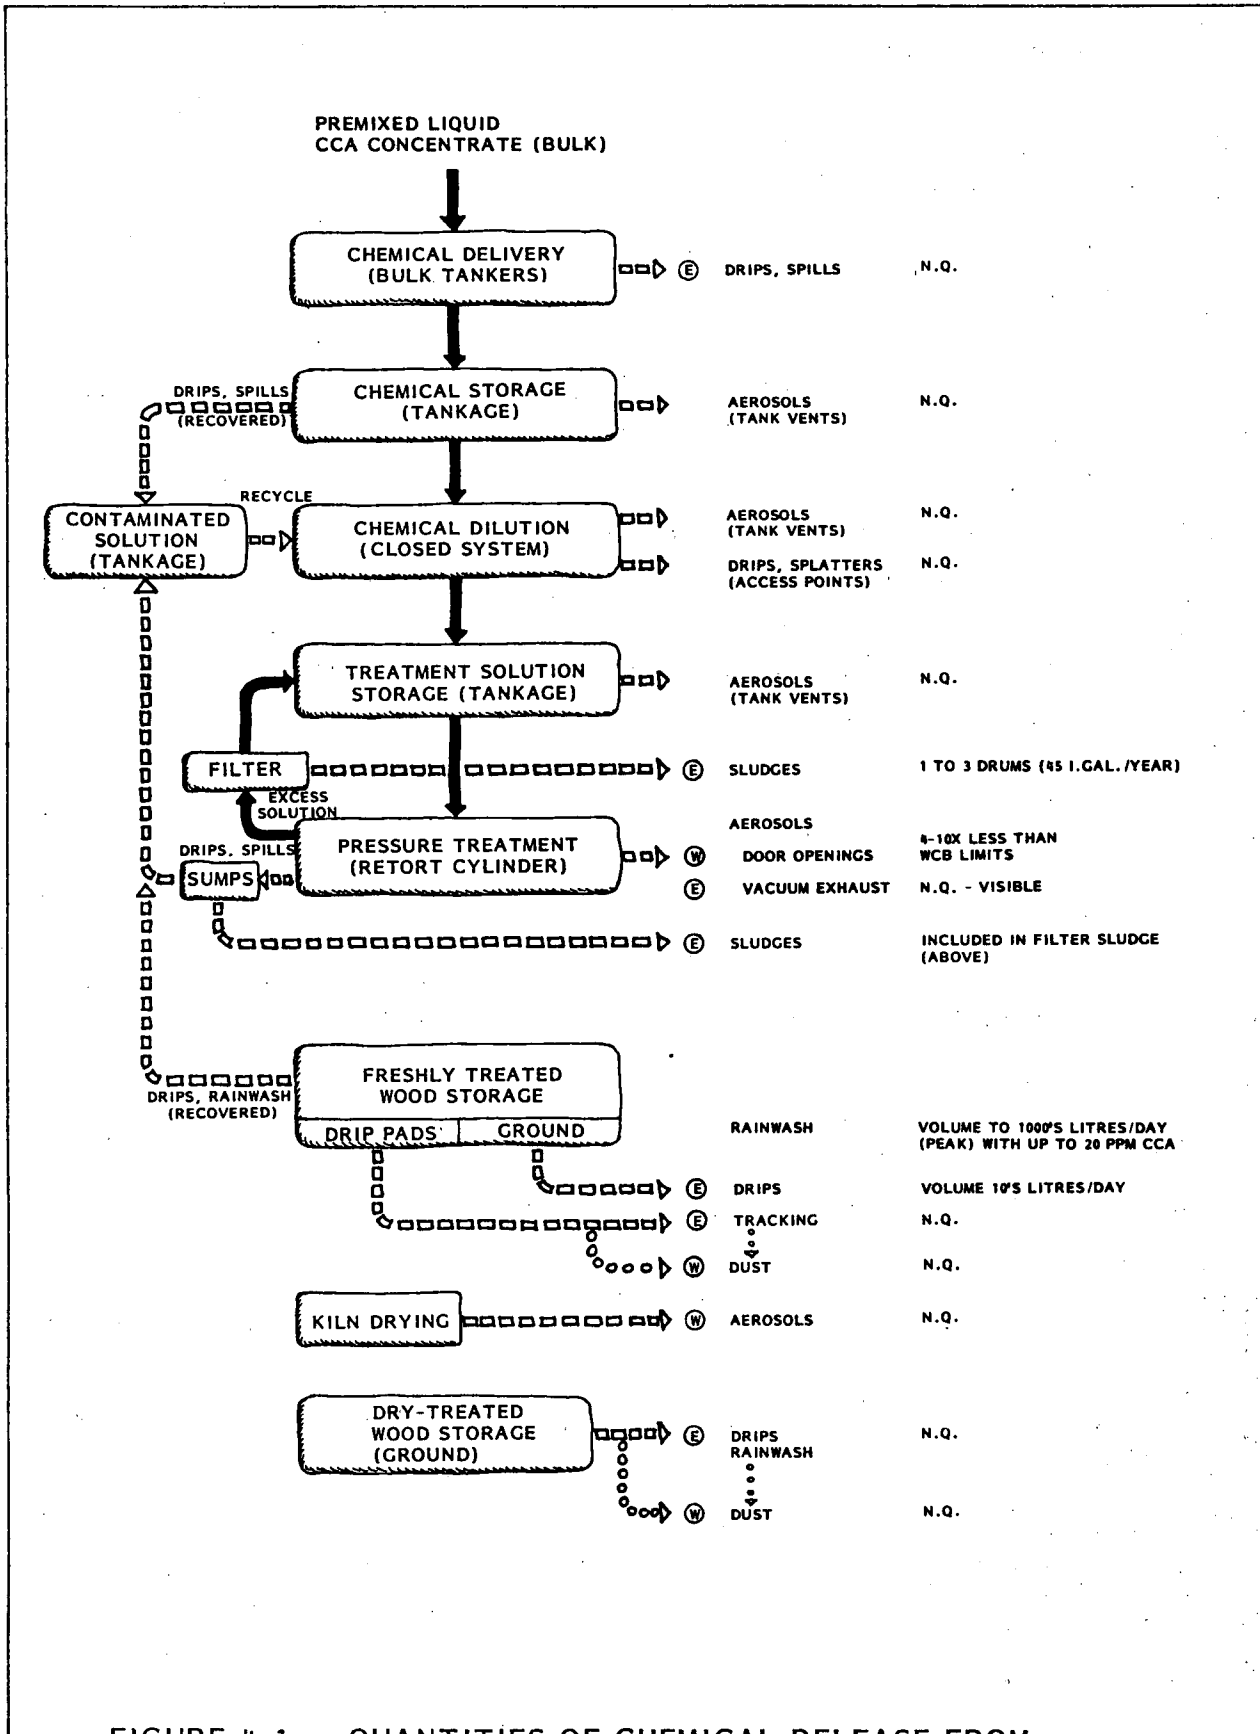 PREMIXED LIQUID
CCA CONCENTRATE (BULK)
CHEMICAL DELIVERY
(BULK TANKERS)
E DRIPS, SPILLS N.Q.
DRIPS, SPILLS
(RECOVERED)
CHEMICAL STORAGE
(TANKAGE)
AEROSOLS N.Q.
(TANK VENTS)
RECYCLE
CONTAMINATED
SOLUTION
(TANKAGE)
CHEMICAL DILUTION
(CLOSED SYSTEM)
AEROSOLS N.Q.
(TANK VENTS)
DRIPS, SPLATTERS N.Q.
(ACCESS POINTS)
TREATMENT SOLUTION
STORAGE (TANKAGE)
AEROSOLS N.Q.
(TANK VENTS)
FILTER
E SLUDGES 1 TO 3 DRUMS (45 I.GAL./YEAR)
EXCESS
SOLUTION
DRIPS, SPILLS
SUMPS
PRESSURE TREATMENT
(RETORT CYLINDER)
AEROSOLS
W DOOR OPENINGS 4-10X LESS THAN
WCB LIMITS
E VACUUM EXHAUST N.Q. - VISIBLE
E SLUDGES INCLUDED IN FILTER SLUDGE
(ABOVE)
DRIPS, RAINWASH
(RECOVERED)
FRESHLY TREATED
WOOD STORAGE
DRIP PADS GROUND
RAINWASH VOLUME TO 1000'S LITRES/DAY
(PEAK) WITH UP TO 20 PPM CCA
E DRIPS VOLUME 10'S LITRES/DAY
E TRACKING N.Q.
W DUST N.Q.
KILN DRYING
W AEROSOLS N.Q.
DRY-TREATED
WOOD STORAGE
(GROUND)
E DRIPS N.Q.
RAINWASH
W DUST N.Q.
QUANTITIES OF CHEMICAL RELEASE FROM